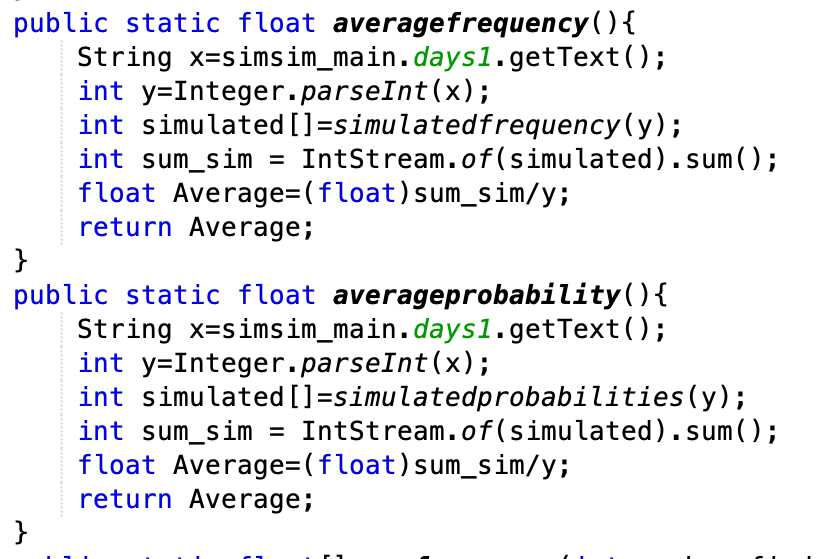 public static float averagefrequency(){
String x=simsim_main.days1.getText();
int y=Integer.parseInt(x);
int simulated[]=simulatedfrequency(y);
int sum_sim = IntStream.of(simulated).sum();
float Average=(float)sum_sim/y;
return Average;
}
public static float averageprobability(){
String x=simsim_main.days1.getText();
int y=Integer.parseInt(x);
int simulated[]=simulatedprobabilities(y);
int sum_sim = IntStream.of(simulated).sum();
float Average=(float)sum_sim/y;
return Average;
}